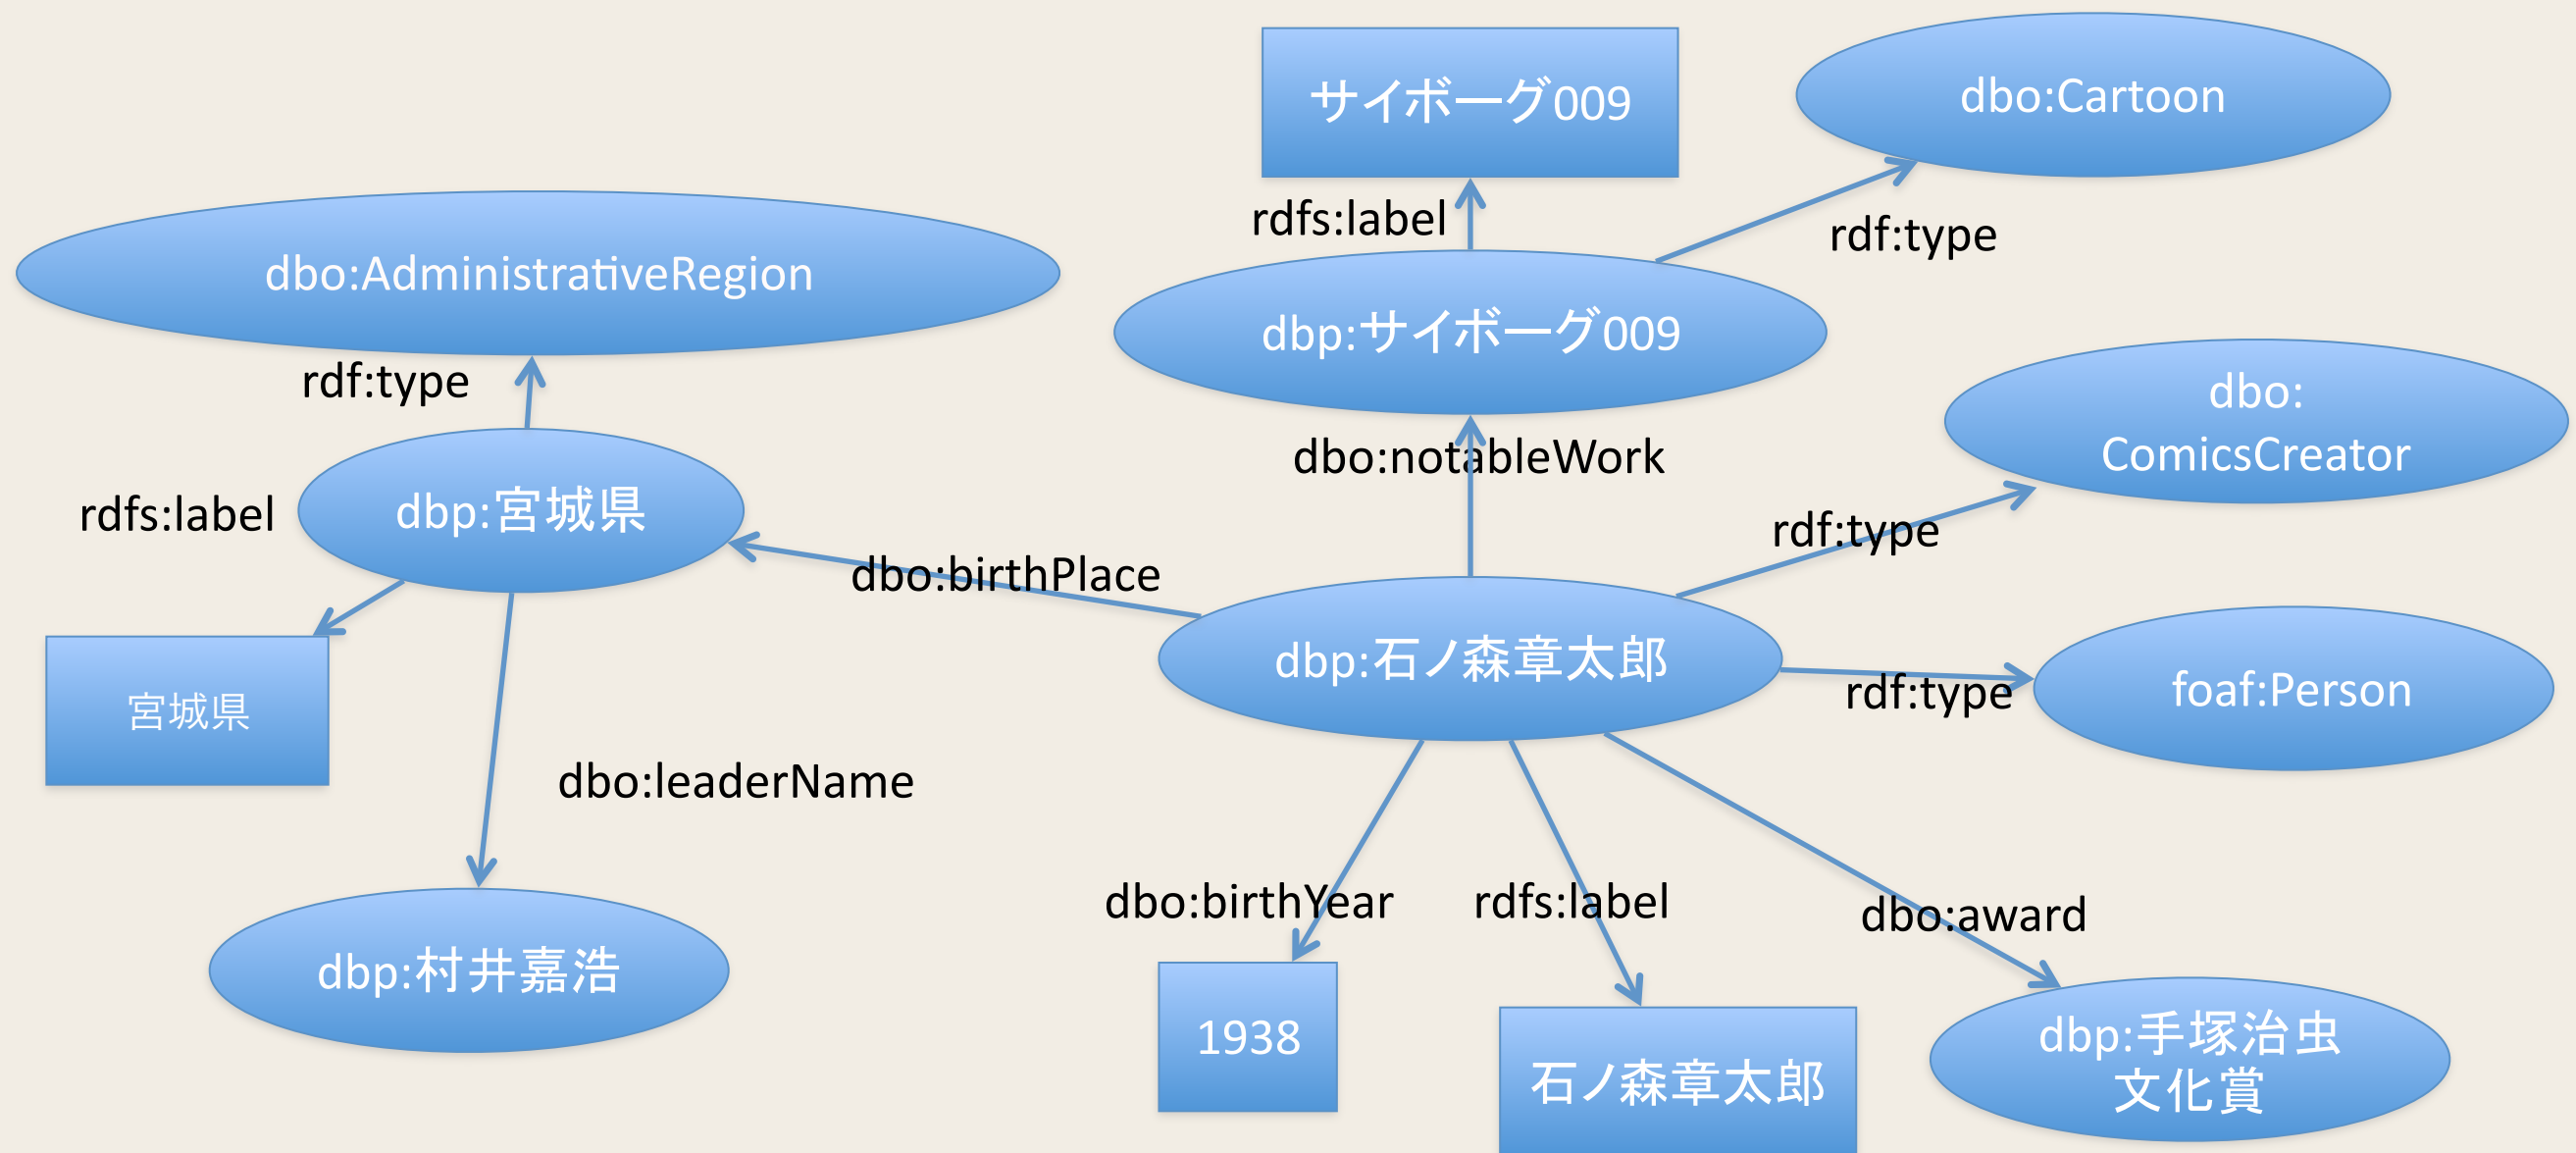 サイボーグ009
dbo:Cartoon
rdfs:label
rdf:type
dbo:AdministrativeRegion
dbp:サイボーグ009
rdf:type
dbo:
ComicsCreator
dbo:notableWork
rdfs:label
dbp:宮城県
rdf:type
dbo:birthPlace
dbp:石ノ森章太郎
rdf:type
foaf:Person
宮城県
dbo:leaderName
dbo:birthYear
rdfs:label
dbo:award
dbp:村井嘉浩
1938
石ノ森章太郎
dbp:手塚治虫
文化賞